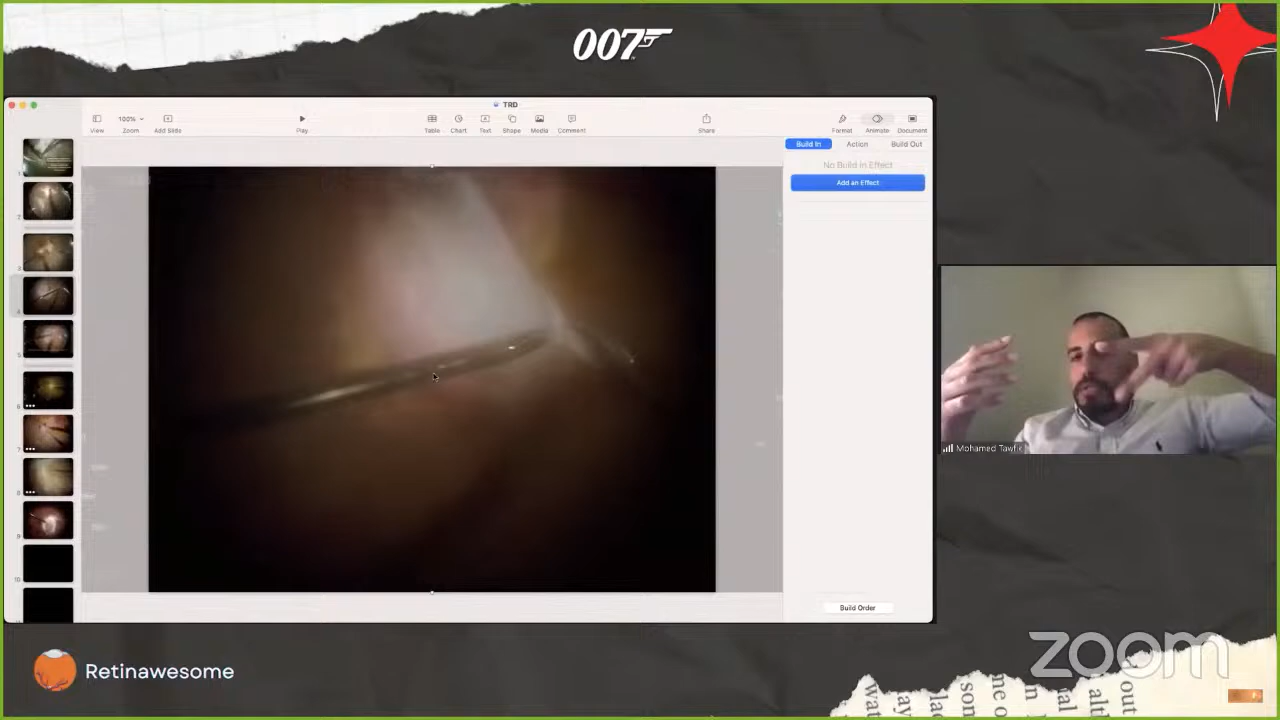 007
TRD
100%
View
Zoom
Add Slide
Play
Table
Chart
Text
Shape
Media
Comment
Share
Format
Animate
Document
Build In
Action
Build Out
No Build in Effect
Add an Effect
Build Order
Mohamed Tawfik
Retinawesome
zoom